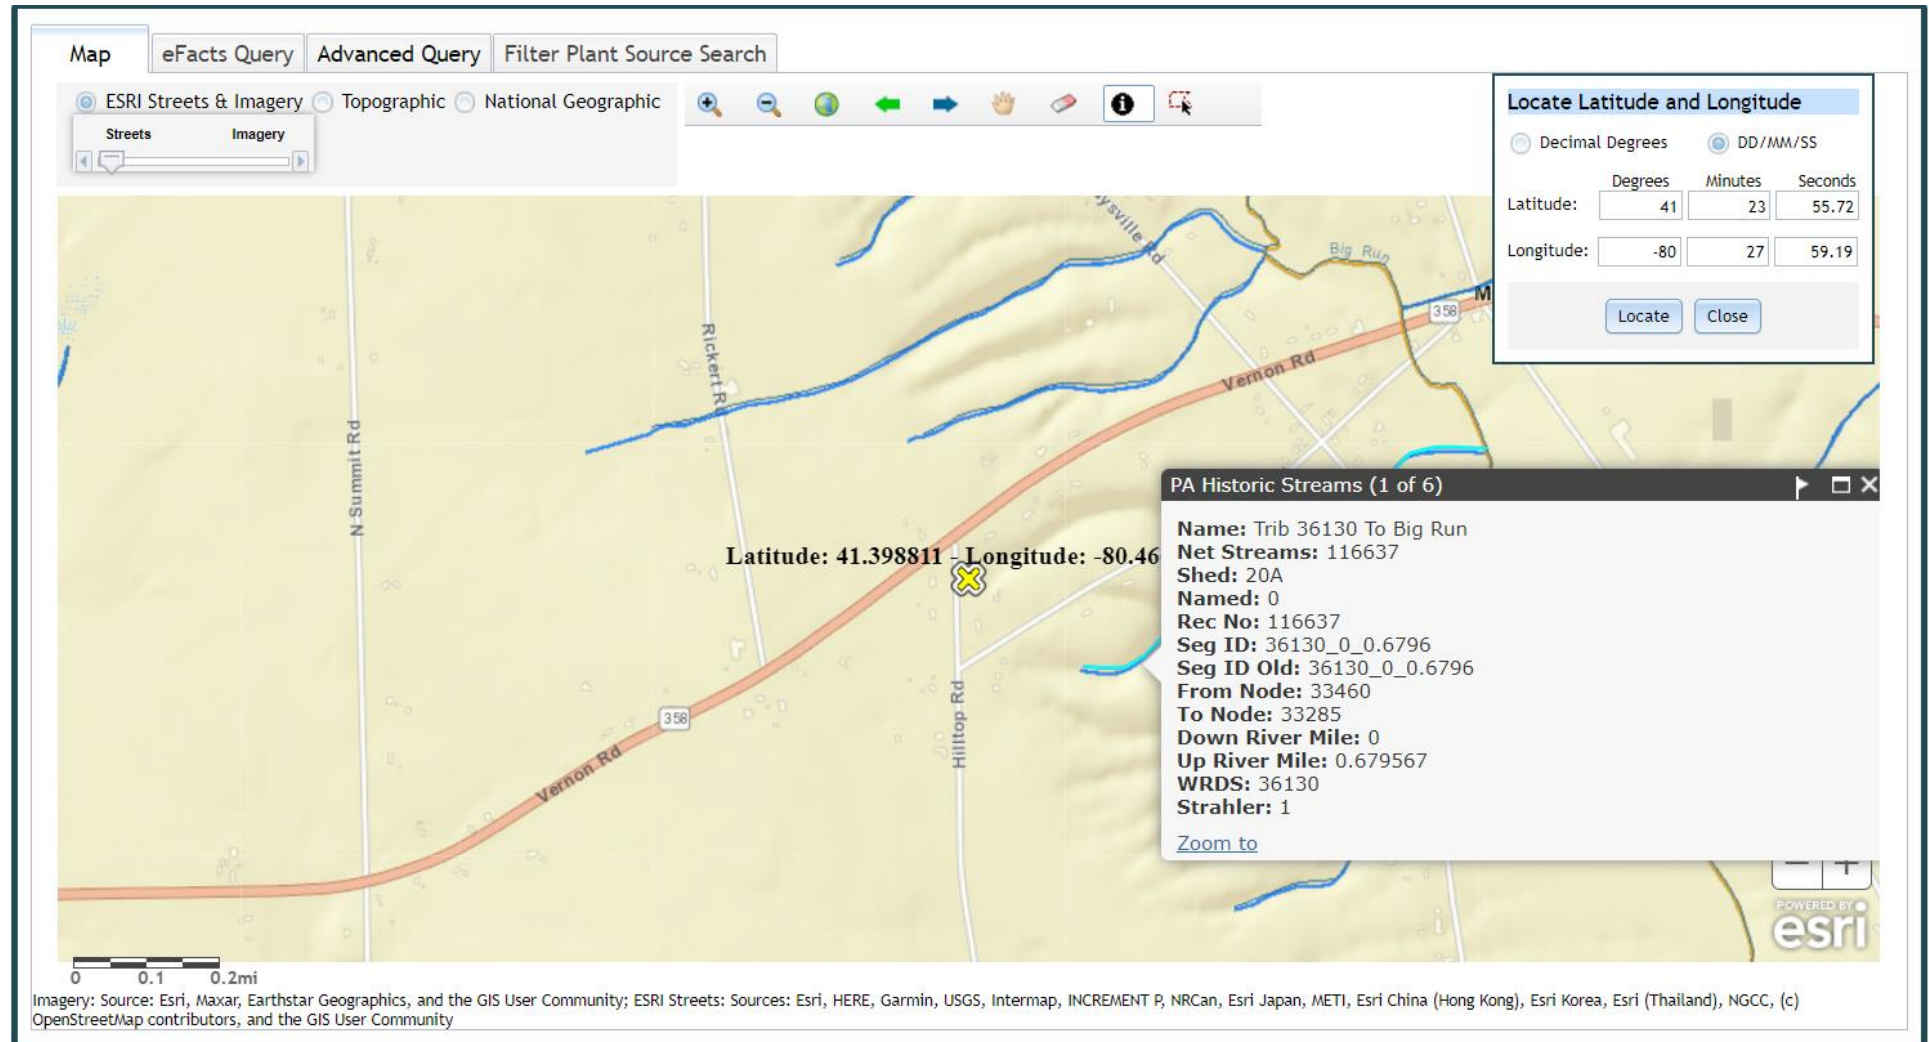 Map eFacts Query Advanced Query Filter Plant Source Search
ESRI Streets & Imagery Topographic National Geographic
Streets Imagery
Locate Latitude and Longitude
Decimal Degrees DD/MM/SS
Degrees Minutes Seconds
Latitude: 41 23 55.72
Longitude: -80 27 59.19
Locate Close
ysville Rd
Big Run
M
358
Rickert Rd
Vernon Rd
N Summit Rd
Latitude: 41.398811 - Longitude: -80.46
PA Historic Streams (1 of 6)
Name: Trib 36130 To Big Run
Net Streams: 116637
Shed: 20A
Named: 0
Rec No: 116637
Seg ID: 36130_0_0.6796
Seg ID Old: 36130_0_0.6796
From Node: 33460
To Node: 33285
Down River Mile: 0
Up River Mile: 0.679567
WRDS: 36130
Strahler: 1
Zoom to
358
Hilltop Rd
Vernon Rd
POWERED BY
esri
0 0.1 0.2mi
Imagery: Source: Esri, Maxar, Earthstar Geographics, and the GIS User Community; ESRI Streets: Sources: Esri, HERE, Garmin, USGS, Intermap, INCREMENT P, NRCan, Esri Japan, METI, Esri China (Hong Kong), Esri Korea, Esri (Thailand), NGCC, (c)
OpenStreetMap contributors, and the GIS User Community